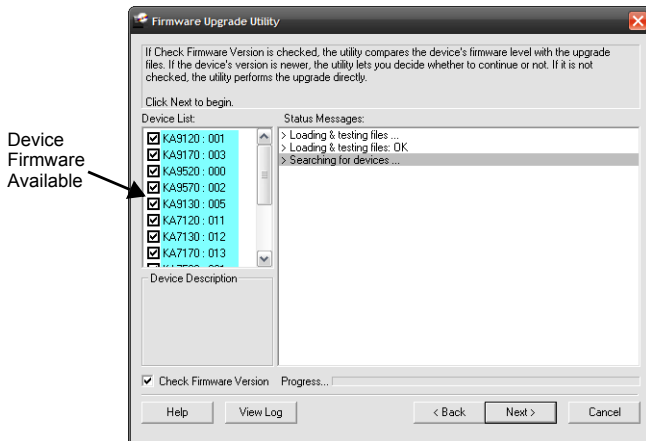 Firmware Upgrade Utility
If Check Firmware Version is checked, the utility compares the device's firmware level with the upgrade
files. If the device's version is newer, the utility lets you decide whether to continue or not. If it is not
checked, the utility performs the upgrade directly.
Click Next to begin.
Device List:
Status Messages:
Device
Firmware
Available
KA9120 : 001
KA9170 : 003
KA9520 : 000
KA9570 : 002
KA9130 : 005
KA7120 : 011
KA7130 : 012
KA7170 : 013
> Loading & testing files ...
> Loading & testing files: OK
> Searching for devices ...
Device Description
Check Firmware Version
Progress...
Help
View Log
< Back
Next >
Cancel